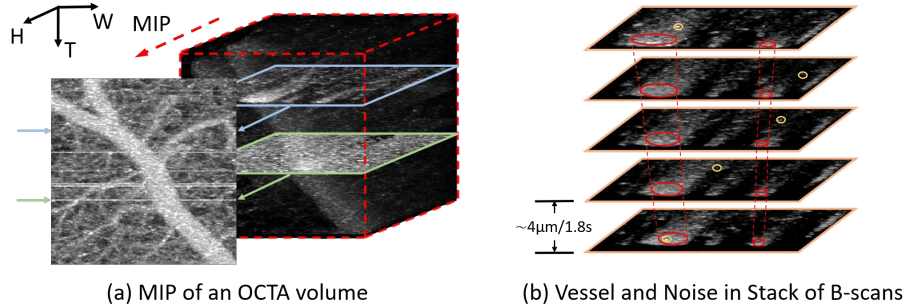 H
W
T
MIP
~4μm/1.8s
(a) MIP of an OCTA volume
(b) Vessel and Noise in Stack of B-scans